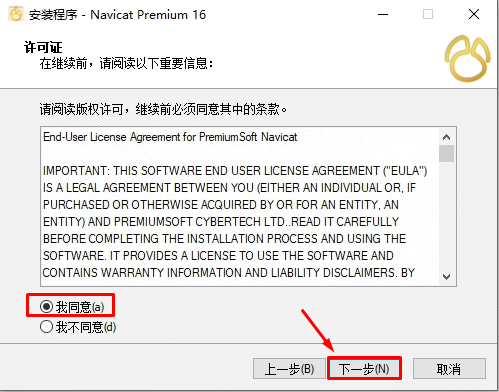 安装程序 - Navicat Premium 16
许可证
在继续前，请阅读以下重要信息：
请阅读版权许可，继续前必须同意其中的条款。
End-User License Agreement for PremiumSoft Navicat
IMPORTANT: THIS SOFTWARE END USER LICENSE AGREEMENT ("EULA")
IS A LEGAL AGREEMENT BETWEEN YOU (EITHER AN INDIVIDUAL OR, IF
PURCHASED OR OTHERWISE ACQUIRED BY OR FOR AN ENTITY, AN
ENTITY) AND PREMIUMSOFT CYBERTECH LTD..READ IT CAREFULLY
BEFORE COMPLETING THE INSTALLATION PROCESS AND USING THE
SOFTWARE. IT PROVIDES A LICENSE TO USE THE SOFTWARE AND
CONTAINS WARRANTY INFORMATION AND LIABILITY DISCLAIMERS. BY
我同意(a)
我不同意(d)
上一步(B) 下一步(N) 取消